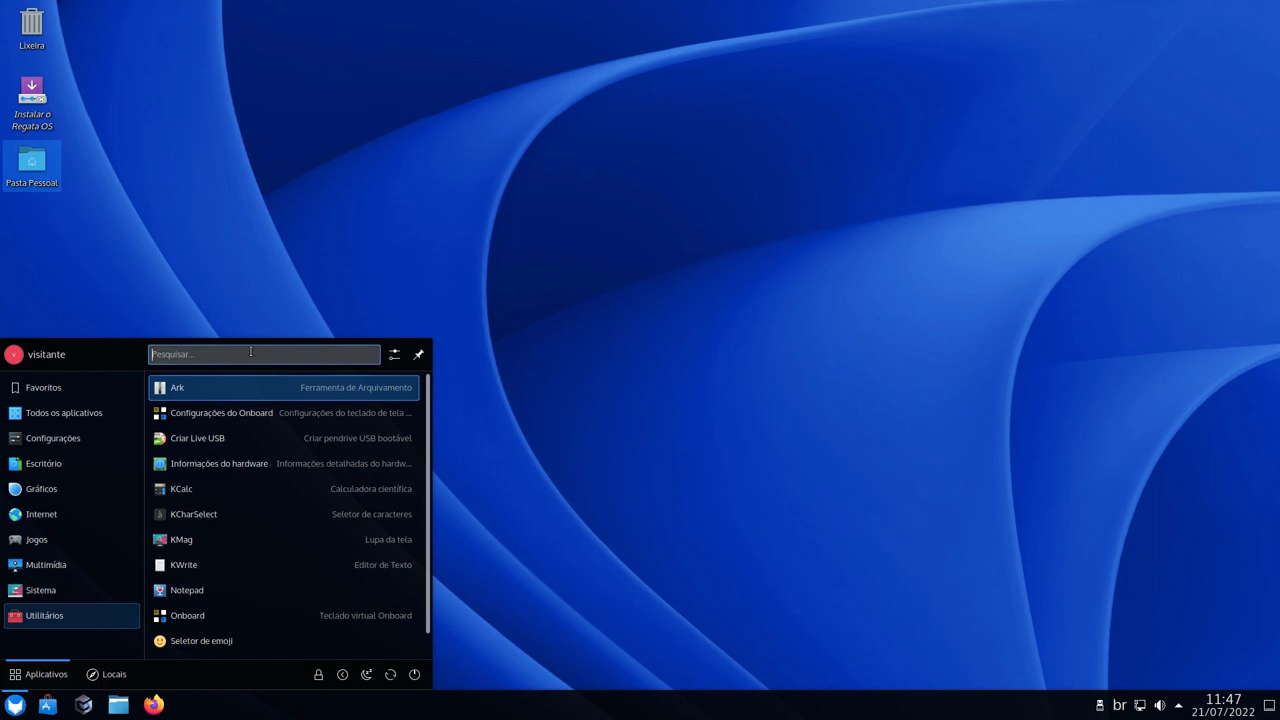 Lixeira
Instalar o
Regata OS
Pasta Pessoal
visitante
Pesquisar...
Favoritos
Todos os aplicativos
Configurações
Escritório
Gráficos
Internet
Jogos
Multimídia
Sistema
Utilitários
Ark Ferramenta de Arquivamento
Configurações do Onboard Configurações do teclado de tela ...
Criar Live USB Criar pendrive USB bootável
Informações do hardware Informações detalhadas do hardw...
KCalc Calculadora científica
KCharSelect Seletor de caracteres
KMag Lupa da tela
KWrite Editor de Texto
Notepad
Onboard Teclado virtual Onboard
Seletor de emoji
Aplicativos Locais
br
11:47
21/07/2022